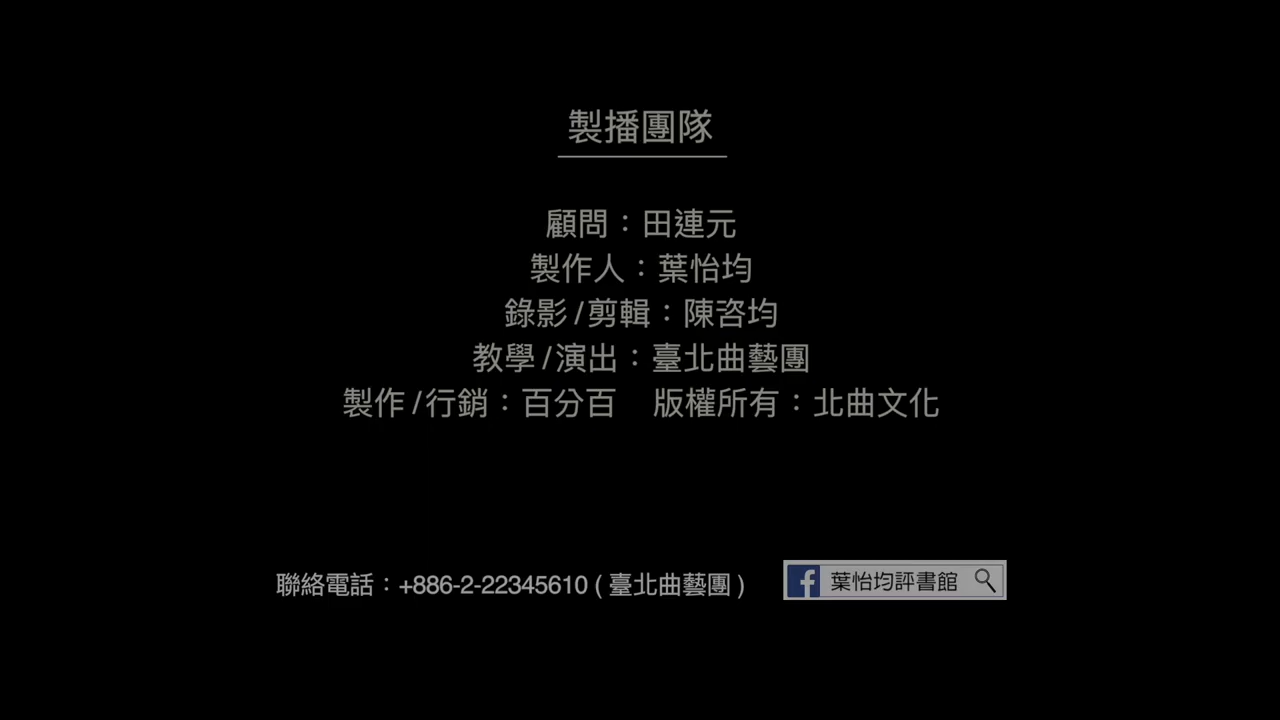 製播團隊
顧問：田連元
製作人：葉怡均
錄影/剪輯：陳咨均
教學/演出：臺北曲藝團
製作/行銷：百分百　版權所有：北曲文化
聯絡電話：+886-2-22345610 ( 臺北曲藝團 )
葉怡均評書館